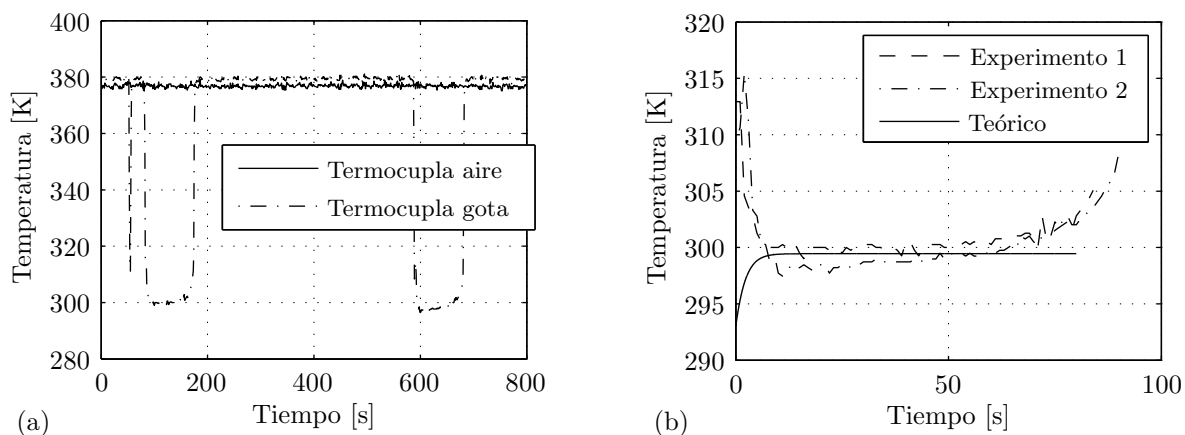 400
380
360
340
320
300
280
Temperatura [K]
0
200
400
600
800
Tiempo [s]
Termocupla aire
Termocupla gota
(a)
320
315
310
305
300
295
290
Temperatura [K]
0
50
100
Tiempo [s]
Experimento 1
Experimento 2
Teórico
(b)